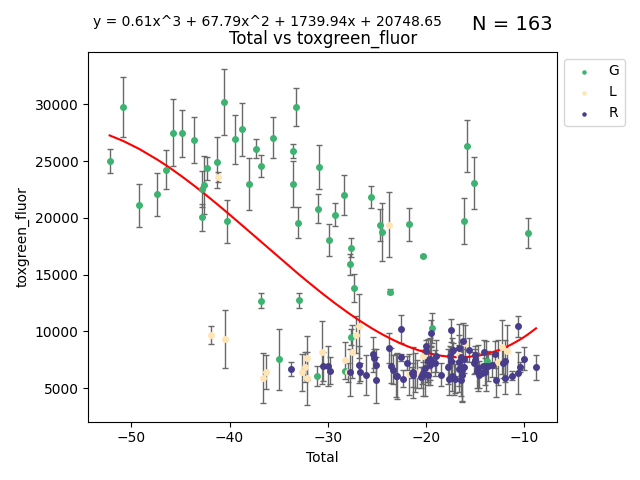 y = 0.61x^3 + 67.79x^2 + 1739.94x + 20748.65
N = 163
Total vs toxgreen_fluor
G
L
R
30000
25000
20000
15000
10000
5000
toxgreen_fluor
−50
−40
−30
−20
−10
Total